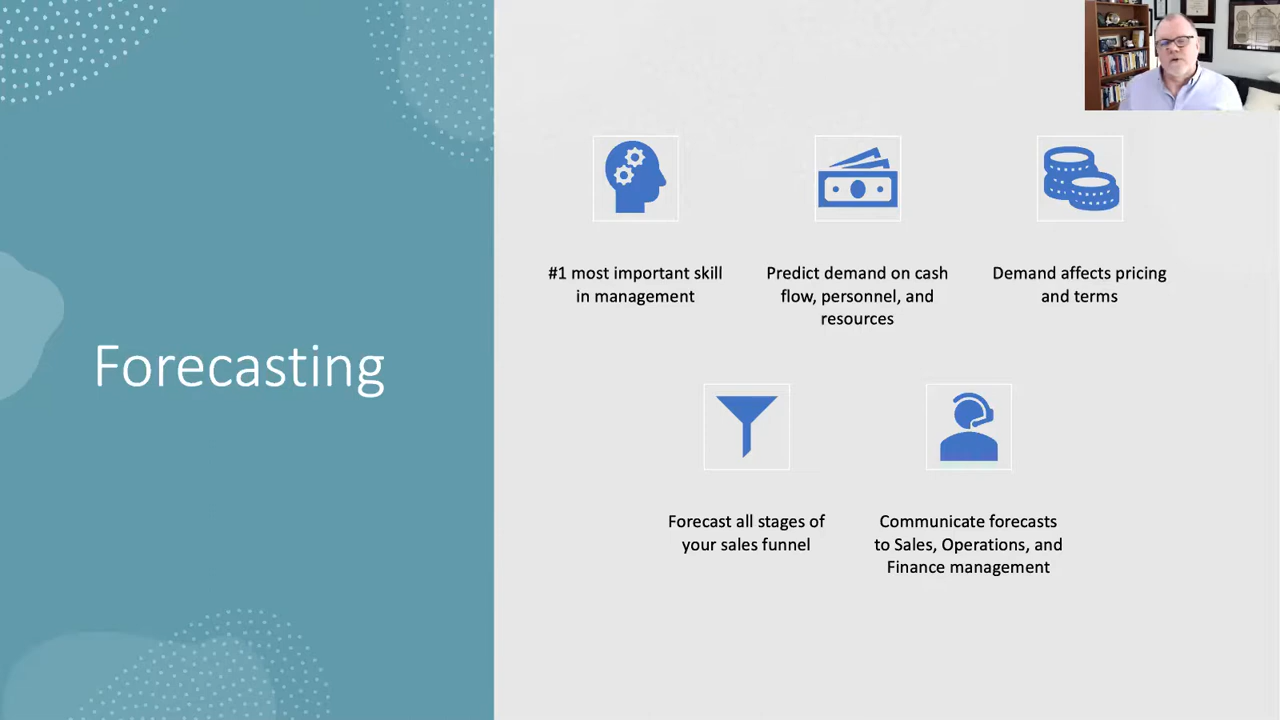 Forecasting
#1 most important skill
in management
Predict demand on cash
flow, personnel, and
resources
Demand affects pricing
and terms
Forecast all stages of
your sales funnel
Communicate forecasts
to Sales, Operations, and
Finance management